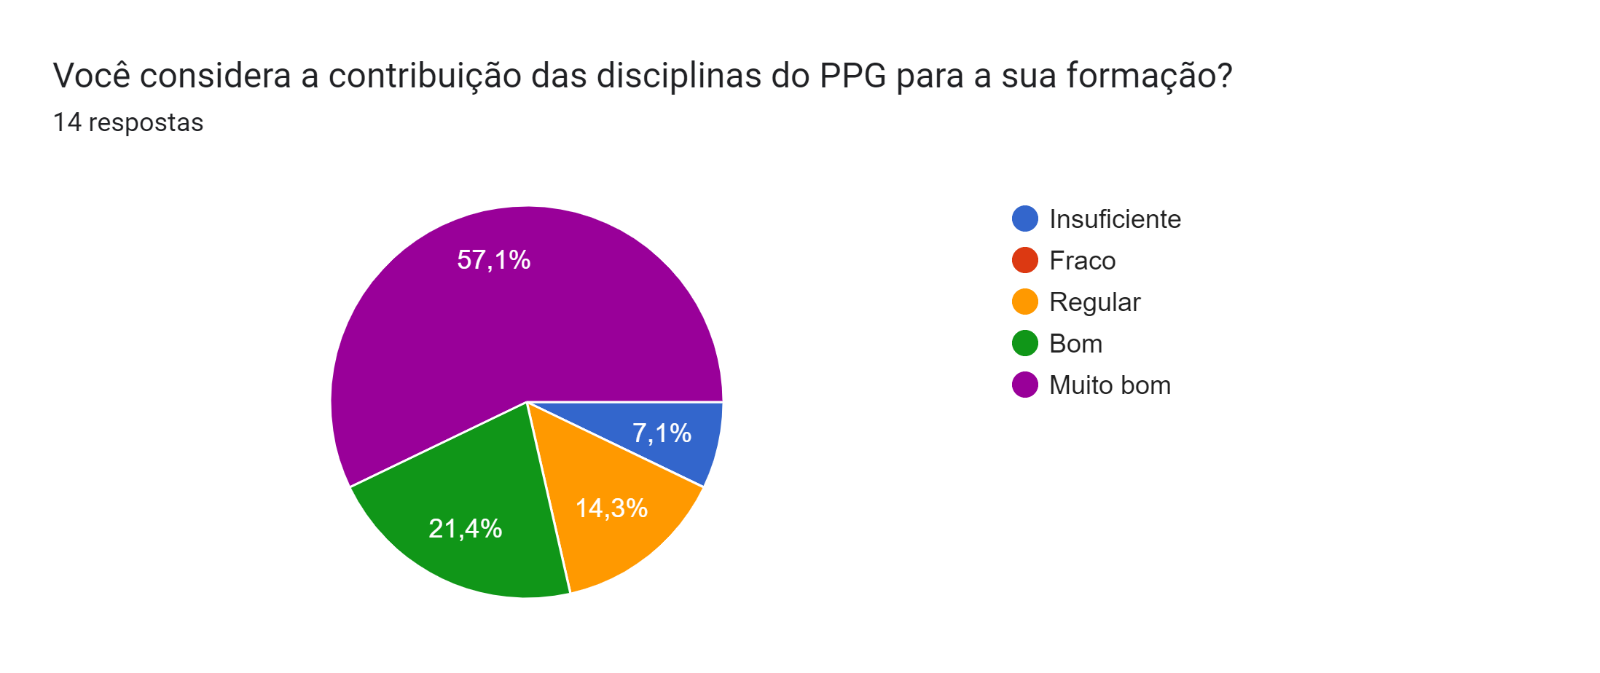 Você considera a contribuição das disciplinas do PPG para a sua formação?
14 respostas
57,1%
7,1%
14,3%
21,4%
Insuficiente
Fraco
Regular
Bom
Muito bom